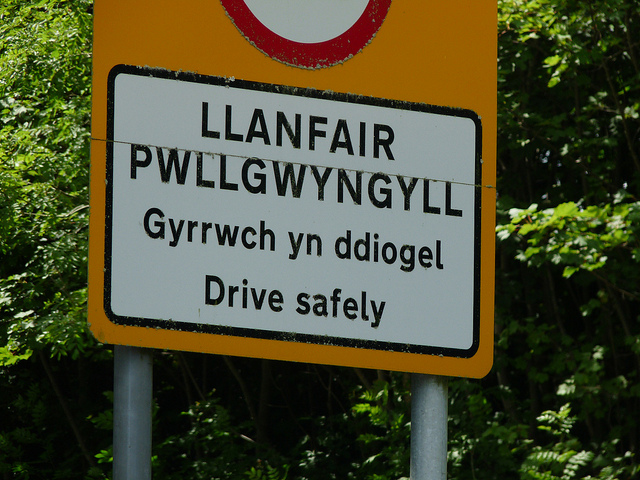 LLANFAIR
PWLLGWYNGYLL
Gyrrwch yn ddiogel
Drive safely